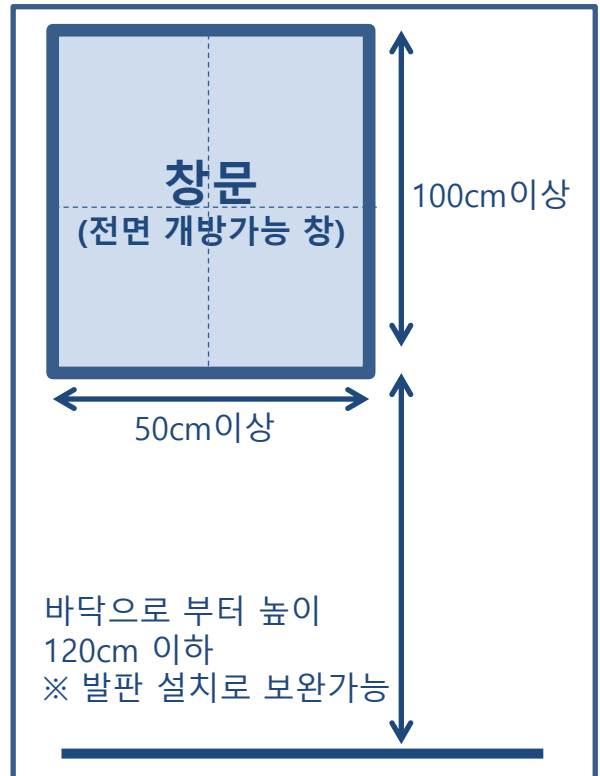 창문
(전면 개방가능 창)
100cm이상
50cm이상
바닥으로 부터 높이
120cm 이하
※ 발판 설치로 보완가능